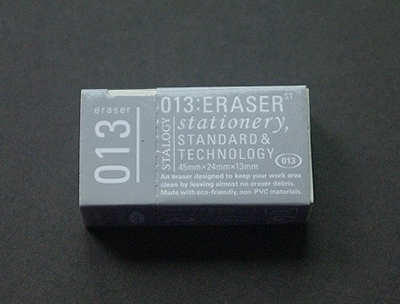 eraser
013
STALOGY
013:ERASER ST
stationery,
STANDARD &
TECHNOLOGY
45mm×24mm×13mm
013
An eraser designed to keep your work area
clean by leaving almost no eraser debris.
Made with eco-friendly, non-PVC materials.